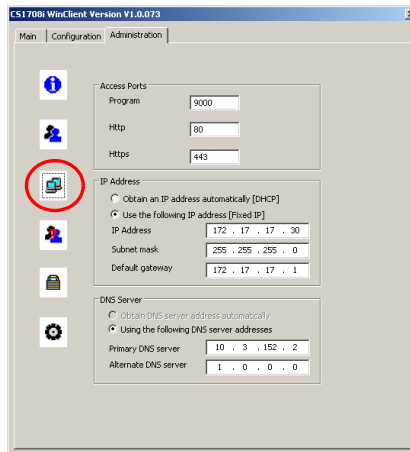 CS1708i WinClient Version V1.0.073
Main Configuration Administration
Access Ports
Program 9000
Http 80
Https 443
IP Address
Obtain an IP address automatically [DHCP]
Use the following IP address [Fixed IP]
IP Address 172 . 17 . 17 . 30
Subnet mask 255 . 255 . 255 . 0
Default gateway 172 . 17 . 17 . 1
DNS Server
Obtain DNS server address automatically
Using the following DNS server addresses
Primary DNS server 10 . 3 . 152 . 2
Alternate DNS server 1 . 0 . 0 . 0